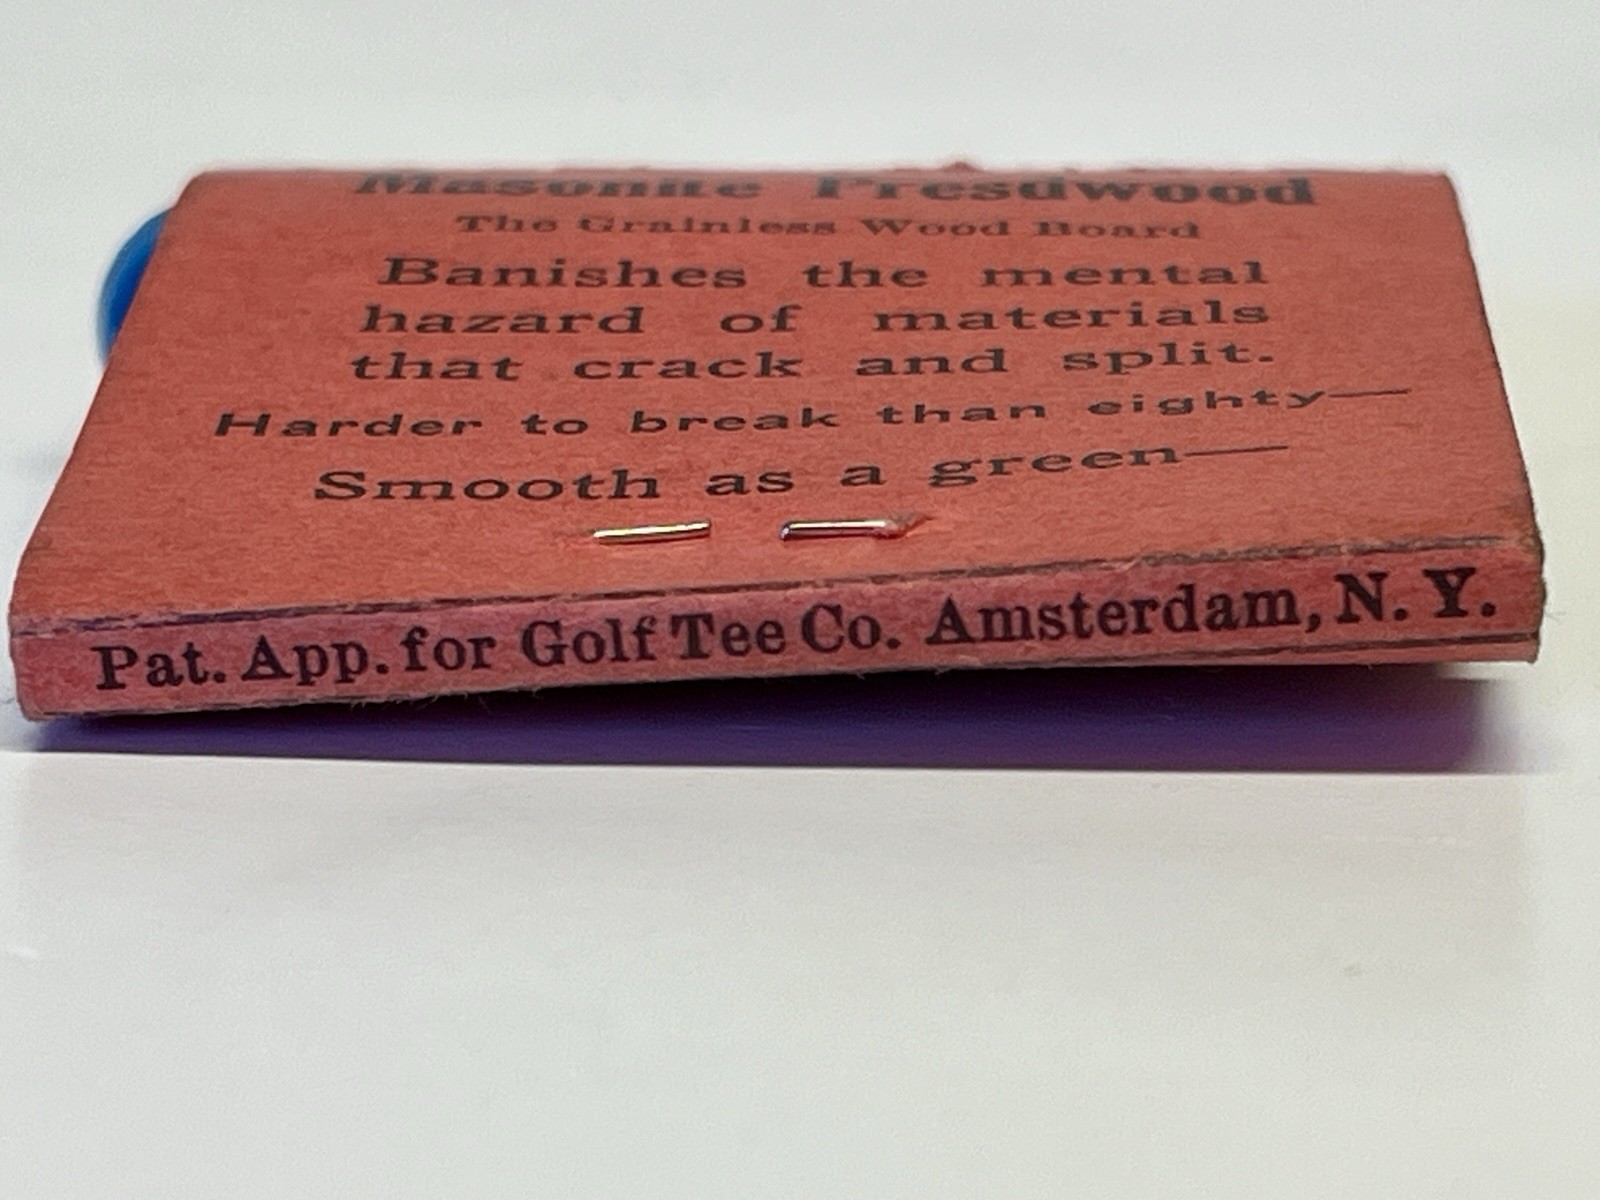 Masonite Presdwood
The Grainless Wood Board
Banishes the mental
hazard of materials
that crack and split.
Harder to break than eighty—
Smooth as a green—
Pat. App. for Golf Tee Co. Amsterdam, N. Y.